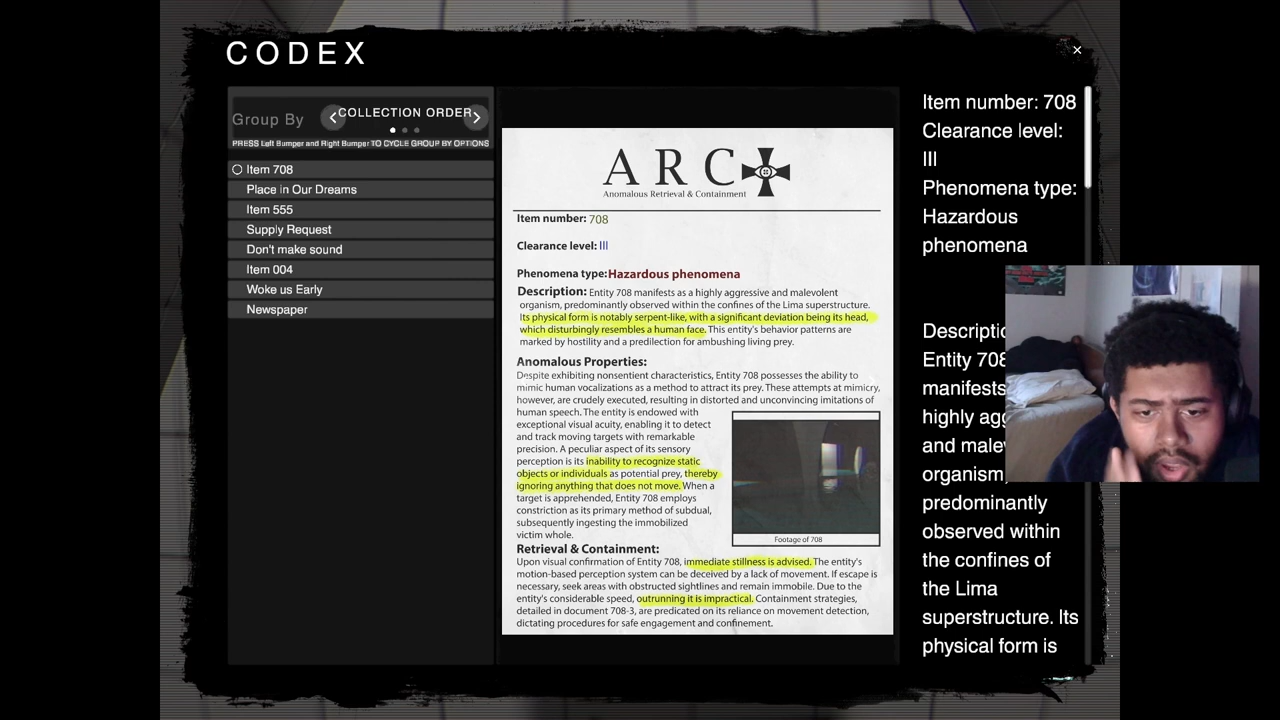 CODEX
×
Group By
COLLECTION ORDER
PRESS Left Bumper and Right Bumper TO CYCLE GROUP BY OPTIONS
Item 708
Place in Our Dreams
Item 555
Supply Request
Don't make sound
Item 004
Woke us Early
Newspaper
ARC
Anomalous Retrieval & Containment
Item number: 708
Clearance level: III
Phenomena type: Hazardous phenomena
Description: Entity 708 manifests as a highly aggressive and malevolent
organism, predominantly observed within the confines of the Lima superstructure.
Its physical form is notably serpent-like, with a significant deviation being its head,
which disturbingly resembles a human face. This entity's behavior patterns are
marked by hostility and a predilection for ambushing living prey.
Anomalous Properties:
Despite exhibiting nonsentient characteristics, Entity 708 possesses the ability to
mimic human vocalizations as a method to attract its prey. These attempts at mimicry,
however, are crudely executed, resulting in distorted and unconvincing imitations of
human speech. The entity is endowed with
exceptional visual acuity, enabling it to detect
and track moving targets with remarkable
precision. A peculiar aspect of its sensory
perception is its inability to recognize static
objects or individuals as potential prey, thereby
ignoring anything that does not move. When a
target is apprehended, Entity 708 employs
constriction as its primary method of subdual,
subsequently ingesting the immobilized
victim whole.
Footage of 708
Retrieval & Containment:
Upon visual confirmation of Entity 708, immediate stillness is advised. The entity's
motion-based perception system can be deceived by a lack of movement. If escape is
necessary, seek out obstructed pathways and remain immobile. Due to the
entity's considerable speed, outrunning it is impractical. Containment strategies,
detailed in document 708-3, are predicated on its reliance on movement detection,
dictating procedures for safe engagement and confinement.
Item number: 708
Clearance level:
III
Phenomena type:
Hazardous
phenomena
Entity 708
predominantly
observed within
superstructure. Its
physical form is